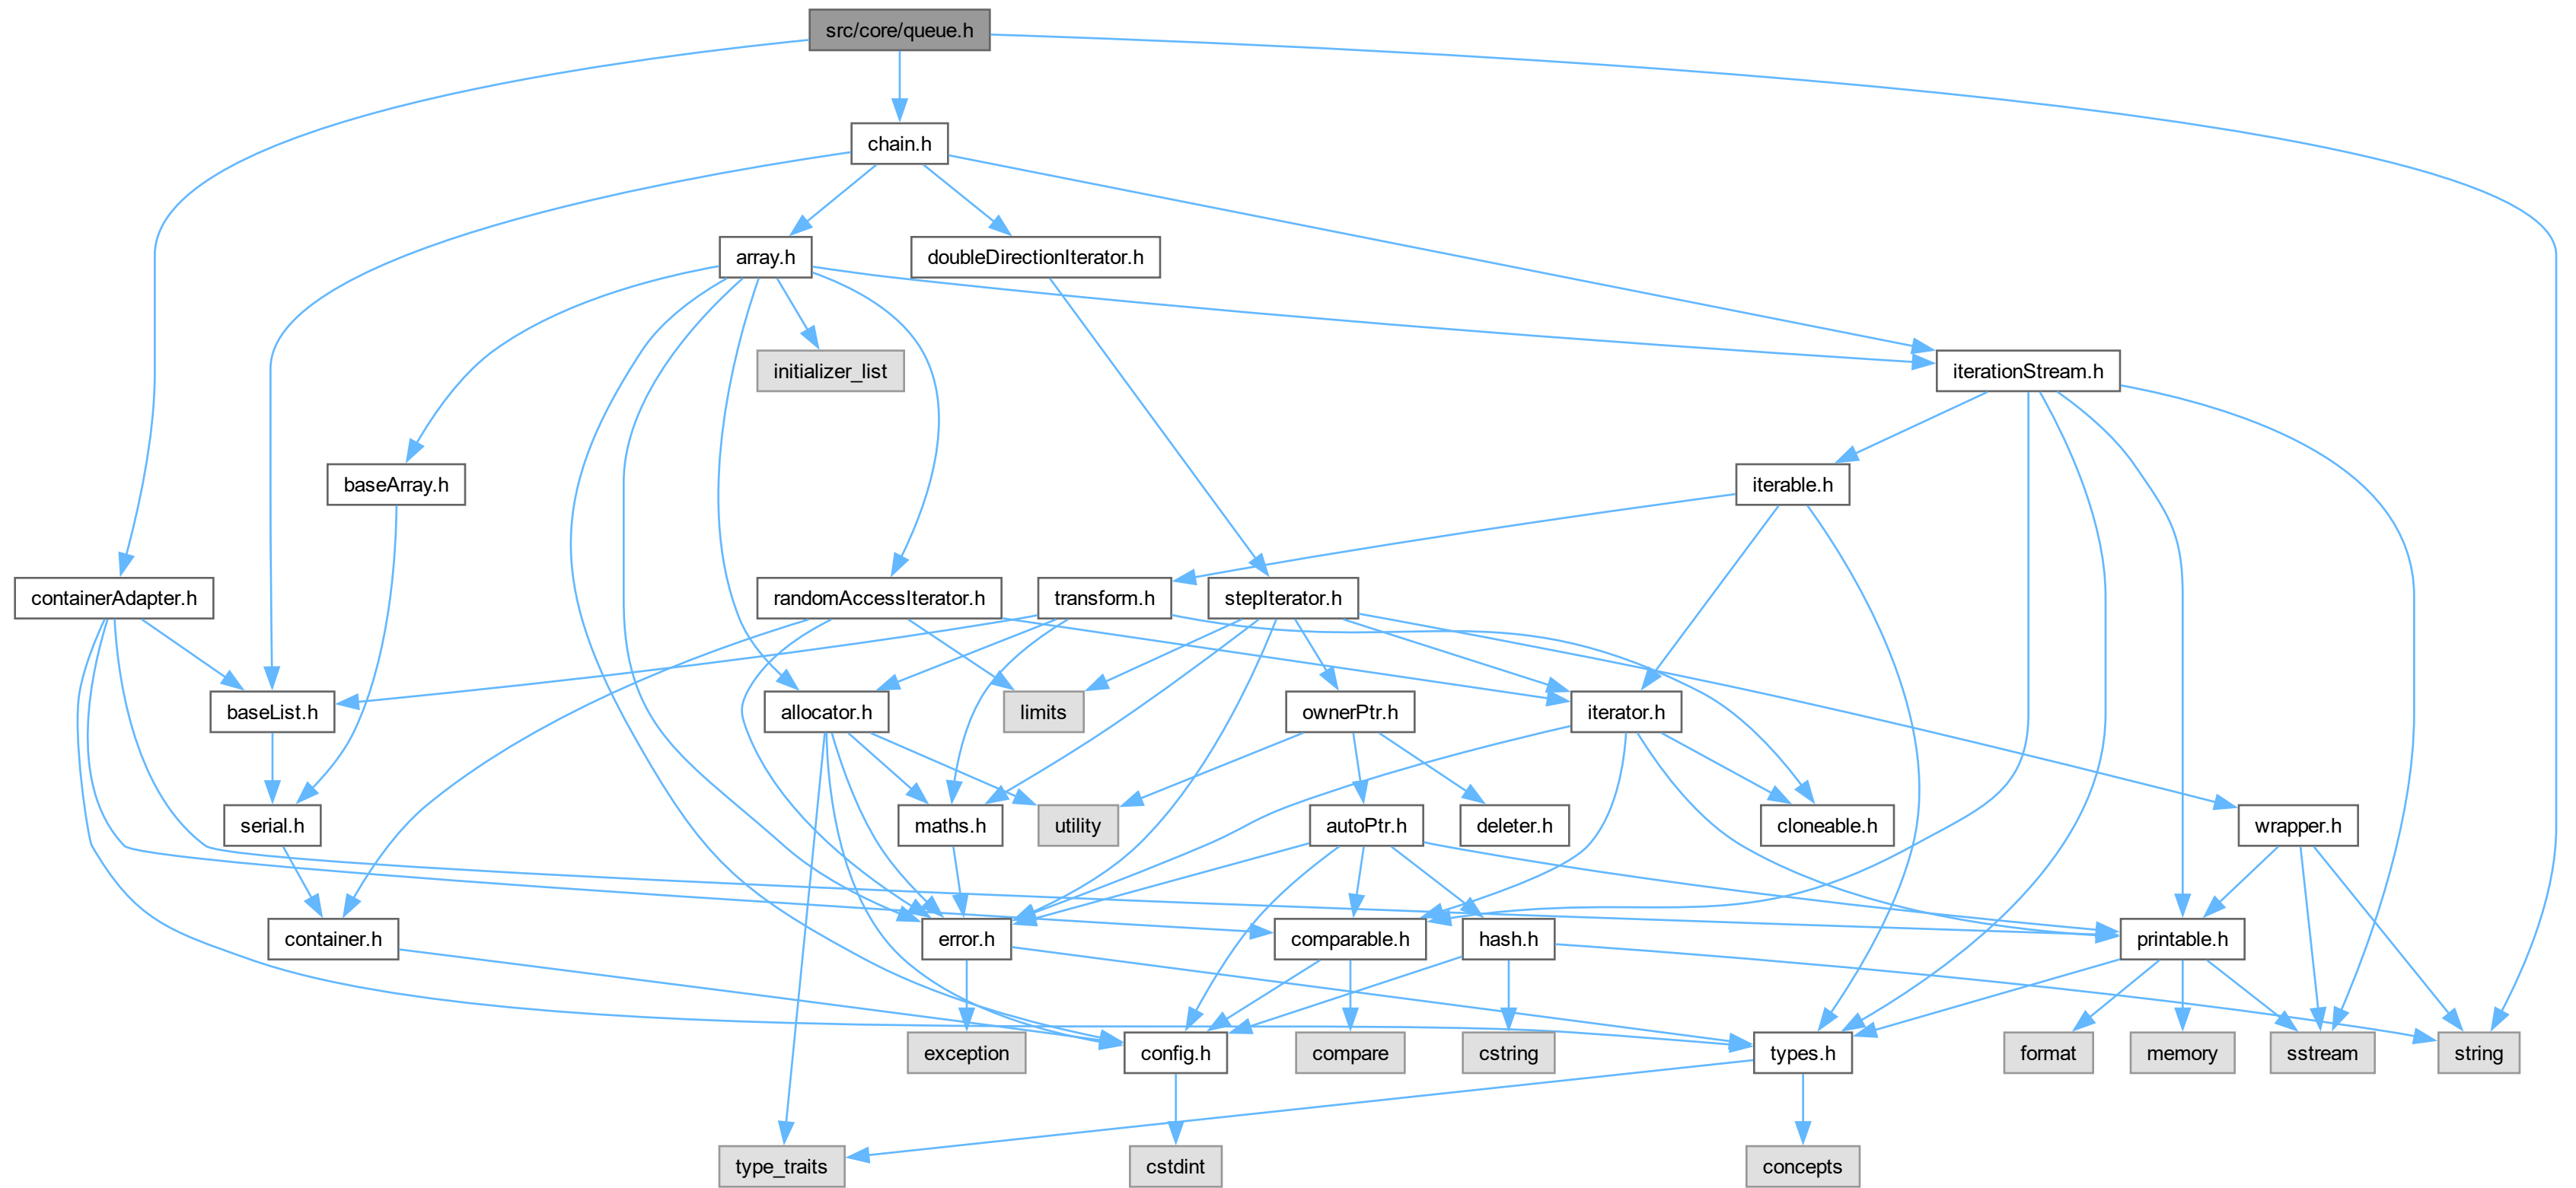 src/core/queue.h
chain.h
array.h
doubleDirectionIterator.h
initializer_list
iterationStream.h
baseArray.h
iterable.h
containerAdapter.h
randomAccessIterator.h
transform.h
stepIterator.h
baseList.h
allocator.h
limits
ownerPtr.h
iterator.h
serial.h
maths.h
utility
autoPtr.h
deleter.h
cloneable.h
wrapper.h
container.h
error.h
comparable.h
hash.h
printable.h
exception
config.h
compare
cstring
types.h
format
memory
sstream
string
type_traits
cstdint
concepts